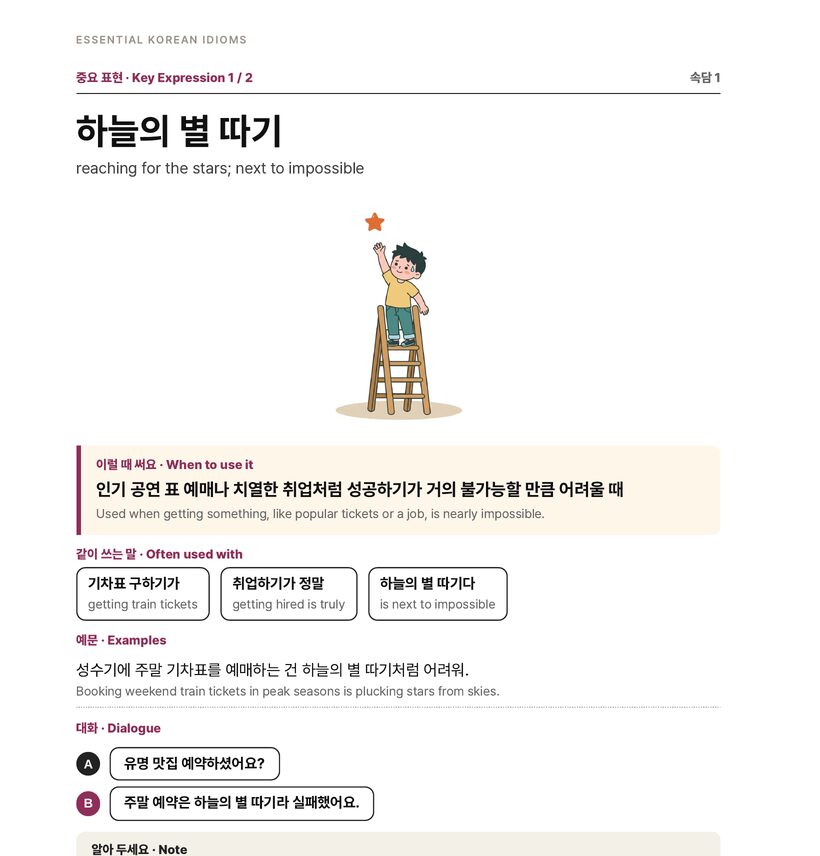 ESSENTIAL KOREAN IDIOMS
중요 표현 · Key Expression 1 / 2
속담 1
하늘의 별 따기
reaching for the stars; next to impossible
이럴 때 써요 · When to use it
인기 공연 표 예매나 치열한 취업처럼 성공하기가 거의 불가능할 만큼 어려울 때
Used when getting something, like popular tickets or a job, is nearly impossible.
같이 쓰는 말 · Often used with
기차표 구하기가
getting train tickets
취업하기가 정말
getting hired is truly
하늘의 별 따기다
is next to impossible
예문 · Examples
성수기에 주말 기차표를 예매하는 건 하늘의 별 따기처럼 어려워.
Booking weekend train tickets in peak seasons is plucking stars from skies.
대화 · Dialogue
A
유명 맛집 예약하셨어요?
B
주말 예약은 하늘의 별 따기라 실패했어요.
알아 두세요 · Note